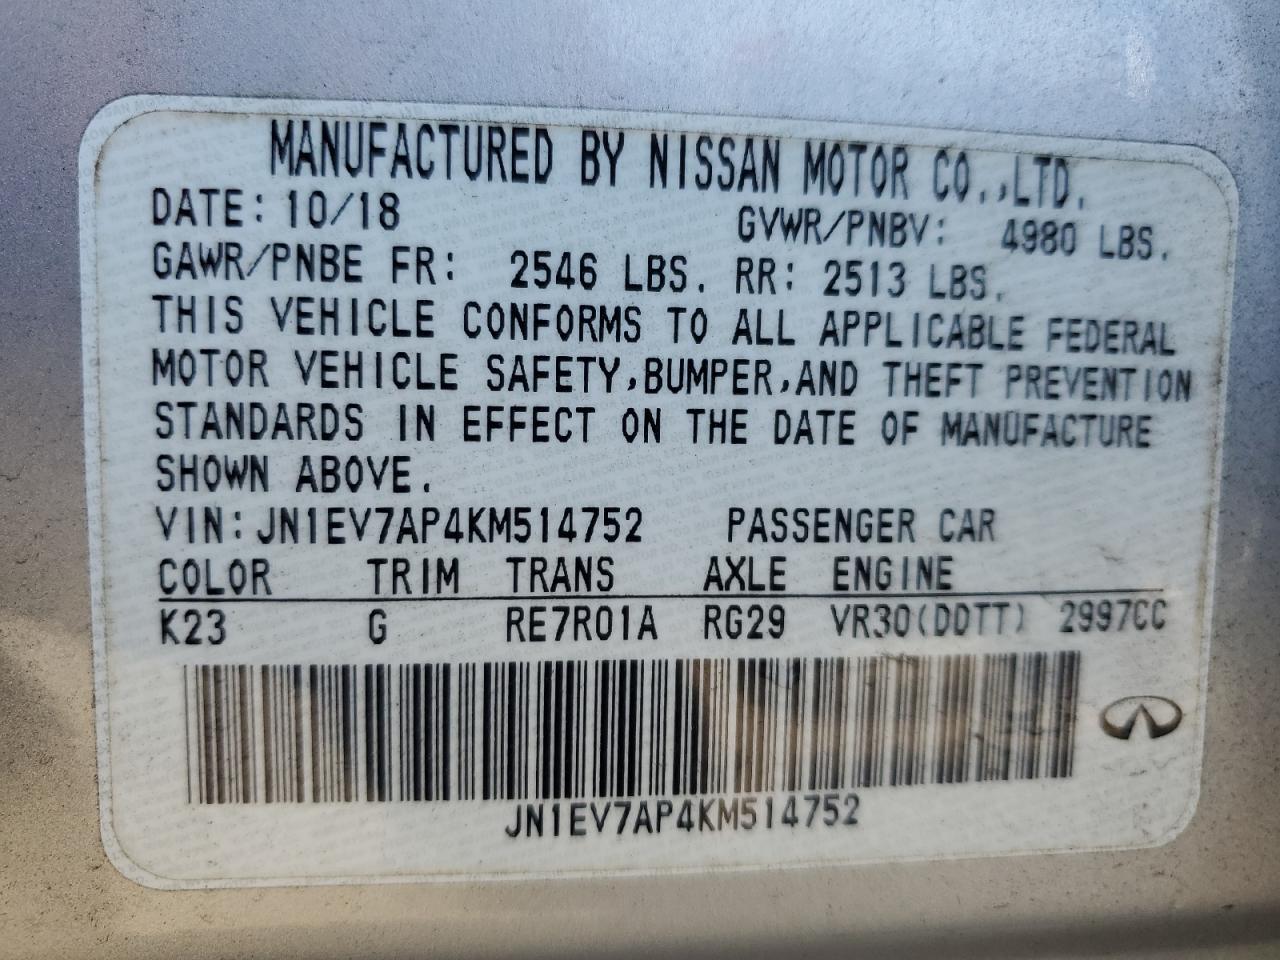 MANUFACTURED BY NISSAN MOTOR CO.,LTD.
DATE: 10/18 GVWR/PNBV: 4980 LBS.
GAWR/PNBE FR: 2546 LBS. RR: 2513 LBS.
THIS VEHICLE CONFORMS TO ALL APPLICABLE FEDERAL
MOTOR VEHICLE SAFETY,BUMPER,AND THEFT PREVENTION
STANDARDS IN EFFECT ON THE DATE OF MANUFACTURE
SHOWN ABOVE.
VIN:JN1EV7AP4KM514752 PASSENGER CAR
COLOR TRIM TRANS AXLE ENGINE
K23 G RE7R01A RG29 VR30(DDTT) 2997CC
JN1EV7AP4KM514752